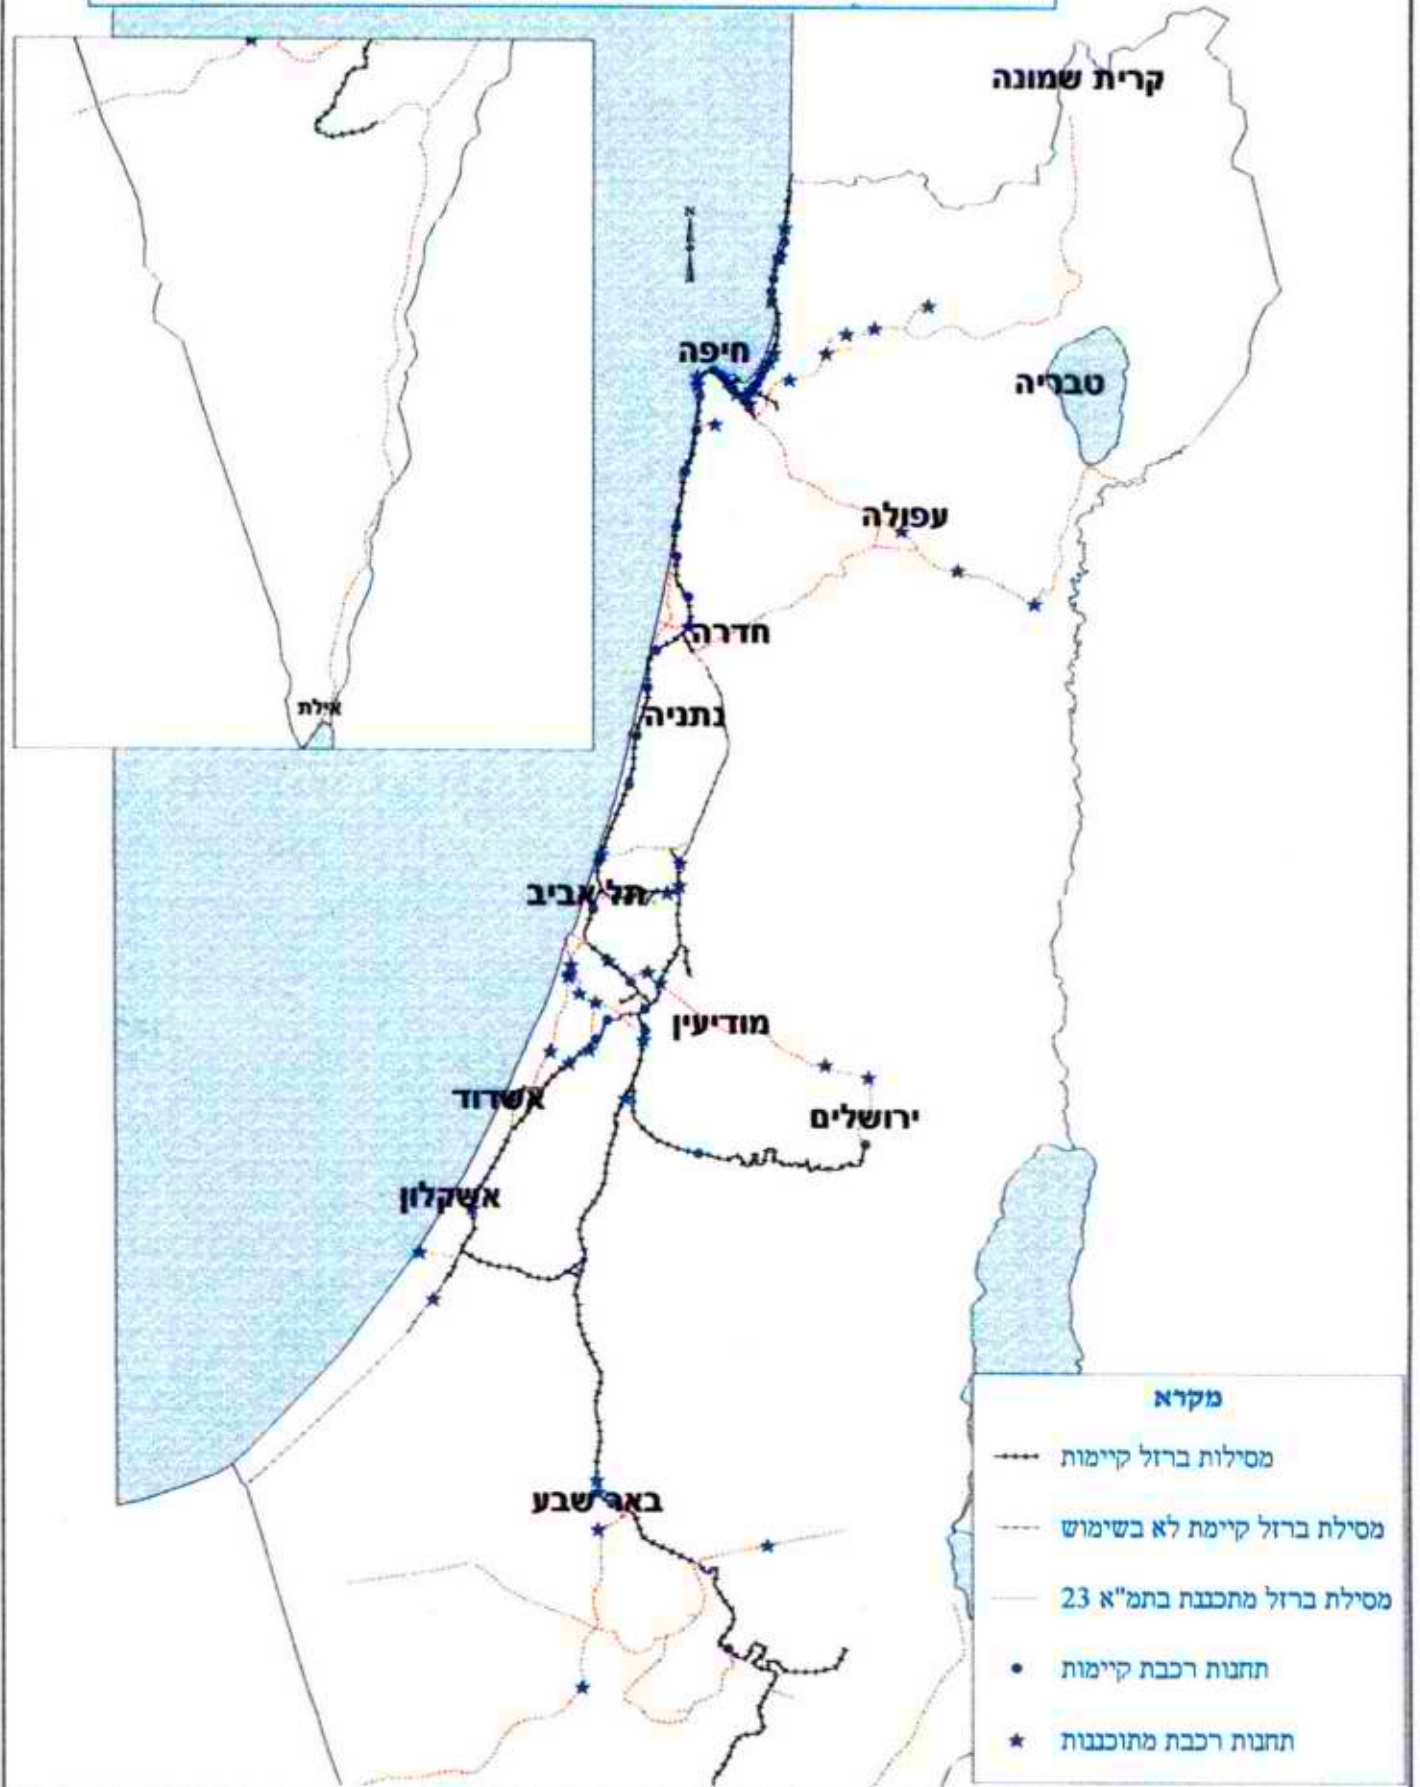 קרית שמונה
חיפה
טבריה
עפולה
חדרה
נתניה
אילת
תל אביב
מודיעין
אשדוד
ירושלים
אשקלון
באר שבע
מקרא
מסילות ברזל קיימות
מסילת ברזל קיימת לא בשימוש
מסילת ברזל מתכננת בתמ"א 23
תחנות רכבת קיימות
תחנות רכבת מתוכננות